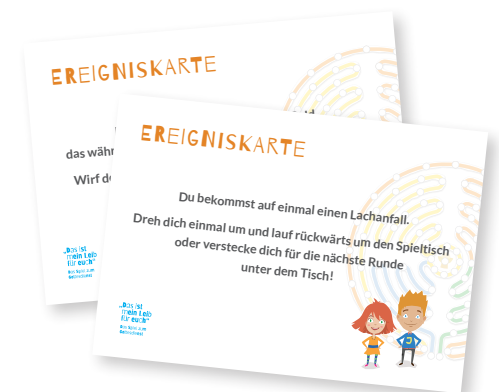 EREIGNISKARTE
das währ
Wirf de
„Das ist
mein Leib
für euch“
Das Spiel zum
Gottesdienst
EREIGNISKARTE
Du bekommst auf einmal einen Lachanfall.
Dreh dich einmal um und lauf rückwärts um den Spieltisch
oder verstecke dich für die nächste Runde
unter dem Tisch!
„Das ist
mein Leib
für euch“
Das Spiel zum
Gottesdienst
J